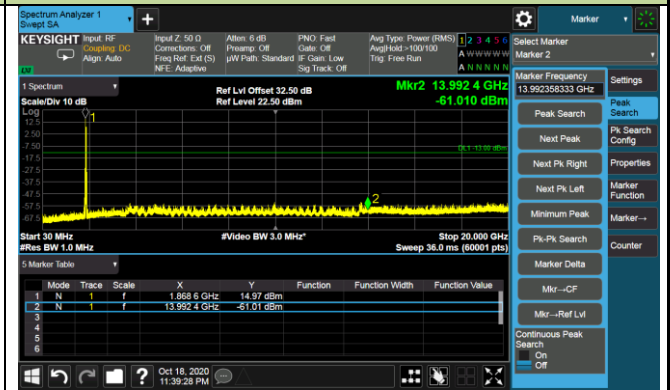 Spectrum Analyzer 1
Swept SA
Marker
KEYSIGHT Input: RF
Coupling: DC
Align: Auto
Input Z: 50 Ω
Corrections: Off
Freq Ref: Ext (S)
NFE: Adaptive
Atten: 6 dB
Preamp: Off
µW Path: Standard
PNO: Fast
Gate: Off
IF Gain: Low
Sig Track: Off
Avg Type: Power (RMS)
Avg|Hold:>100/100
Trig: Free Run
1 2 3 4 5 6
A W W W W W
A N N N N N
Select Marker
Marker 2
1 Spectrum
Scale/Div 10 dB
Ref Lvl Offset 32.50 dB
Ref Level 22.50 dBm
Mkr2 13.992 4 GHz
-61.010 dBm
Log
12.5
2.50
-7.50
-17.5
-27.5
-37.5
-47.5
-57.5
-67.5
1
2
DL1 -13.00 dBm
Start 30 MHz
#Res BW 1.0 MHz
#Video BW 3.0 MHz*
Stop 20.000 GHz
Sweep 36.0 ms (60001 pts)
5 Marker Table
Mode Trace Scale X Y Function Function Width Function Value
1 N 1 f 1.868 6 GHz 14.97 dBm
2 N 1 f 13.992 4 GHz -61.01 dBm
3
4
5
6
Marker Frequency
13.992358333 GHz
Peak Search
Next Peak
Next Pk Right
Next Pk Left
Minimum Peak
Pk-Pk Search
Marker Delta
Mkr→CF
Mkr→Ref Lvl
Continuous Peak
Search
On
Off
Settings
Peak
Search
Pk Search
Config
Properties
Marker
Function
Marker→
Counter
Oct 18, 2020
11:39:28 PM